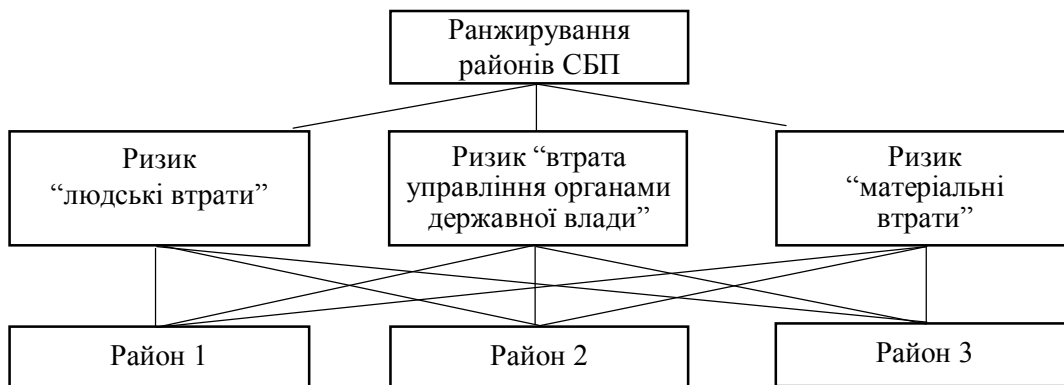 Ранжирування
районів СБП
Ризик
“людські втрати”
Ризик “втрата
управління органами
державної влади”
Ризик
“матеріальні
втрати”
Район 1
Район 2
Район 3